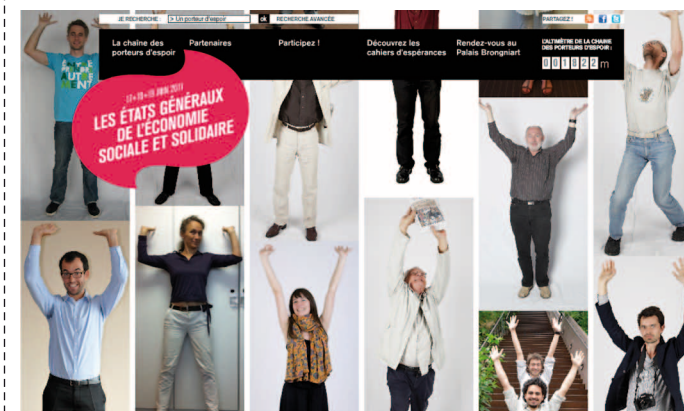 JE RECHERCHE : > Un porteur d'espoir ok RECHERCHE AVANCÉE PARTAGEZ !
La chaîne des porteurs d'espoir
Partenaires
Participez !
Découvrez les cahiers d'espérances
Rendez-vous au Palais Brongniart
L'ALTIMÈTRE DE LA CHAINE
DES PORTEURS D'ESPOIR :
001822m
17+18+19 JUIN 2011
LES ÉTATS GÉNÉRAUX
DE L'ÉCONOMIE
SOCIALE ET SOLIDAIRE